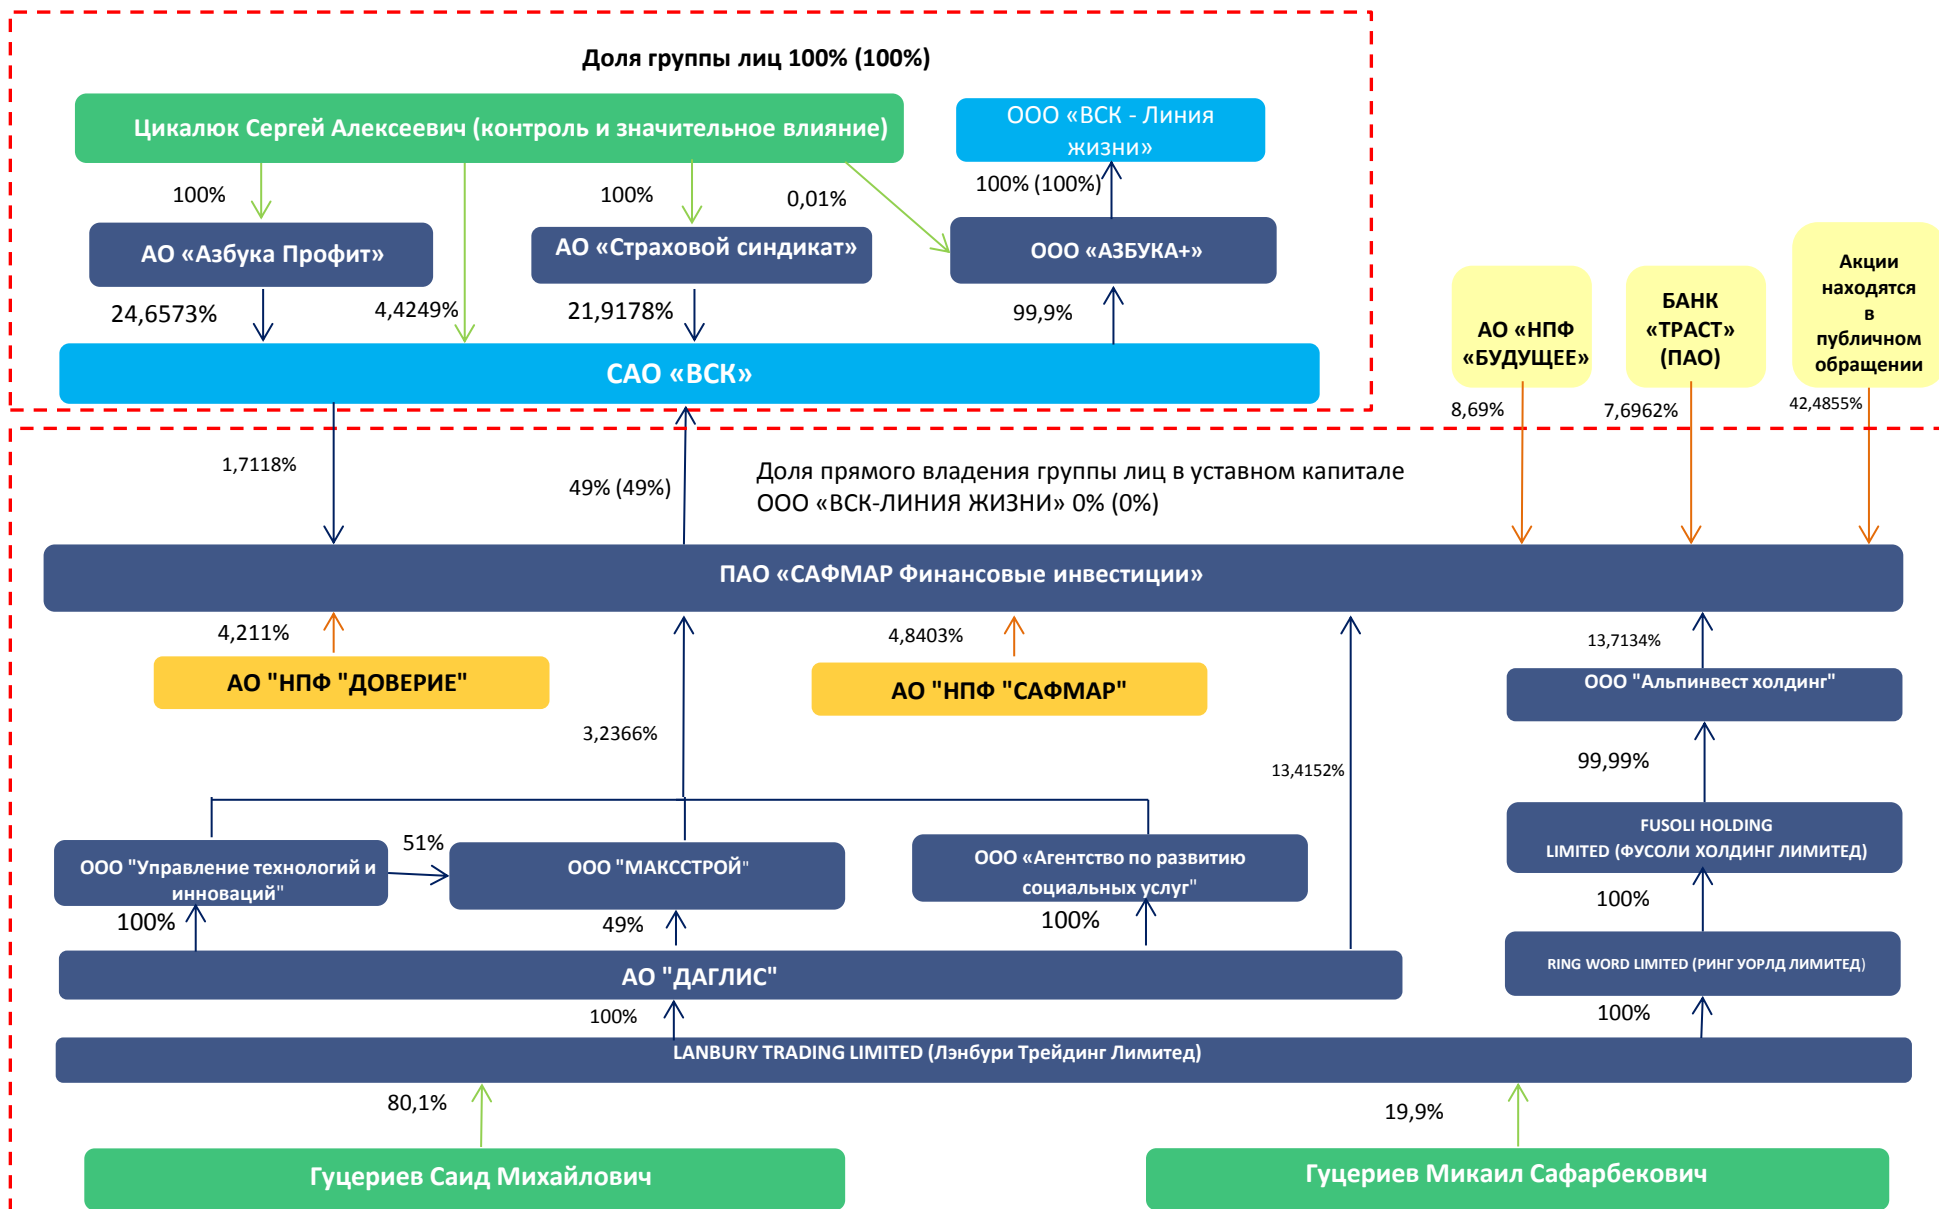 Доля группы лиц 100% (100%)
Цикалюк Сергей Алексеевич (контроль и значительное влияние)
ООО «ВСК - Линия
жизни»
100%
100%
0,01%
100% (100%)
АО «Азбука Профит»
АО «Страховой синдикат»
ООО «АЗБУКА+»
24,6573%
4,4249%
21,9178%
99,9%
САО «ВСК»
АО «НПФ
«БУДУЩЕЕ»
БАНК
«ТРАСТ»
(ПАО)
Акции
находятся
в
публичном
обращении
8,69%
7,6962%
42,4855%
1,7118%
49% (49%)
Доля прямого владения группы лиц в уставном капитале
ООО «ВСК-ЛИНИЯ ЖИЗНИ» 0% (0%)
ПАО «САФМАР Финансовые инвестиции»
4,211%
4,8403%
13,7134%
АО "НПФ "ДОВЕРИЕ"
АО "НПФ "САФМАР"
ООО "Альпинвест холдинг"
3,2366%
13,4152%
99,99%
ООО "Управление технологий и
инноваций"
51%
ООО "МАКССТРОЙ"
ООО «Агентство по развитию
социальных услуг"
FUSOLI HOLDING
LIMITED (ФУСОЛИ ХОЛДИНГ ЛИМИТЕД)
100%
49%
100%
100%
АО "ДАГЛИС"
RING WORD LIMITED (РИНГ УОРЛД ЛИМИТЕД)
100%
100%
LANBURY TRADING LIMITED (Лэнбури Трейдинг Лимитед)
80,1%
19,9%
Гуцериев Саид Михайлович
Гуцериев Микаил Сафарбекович